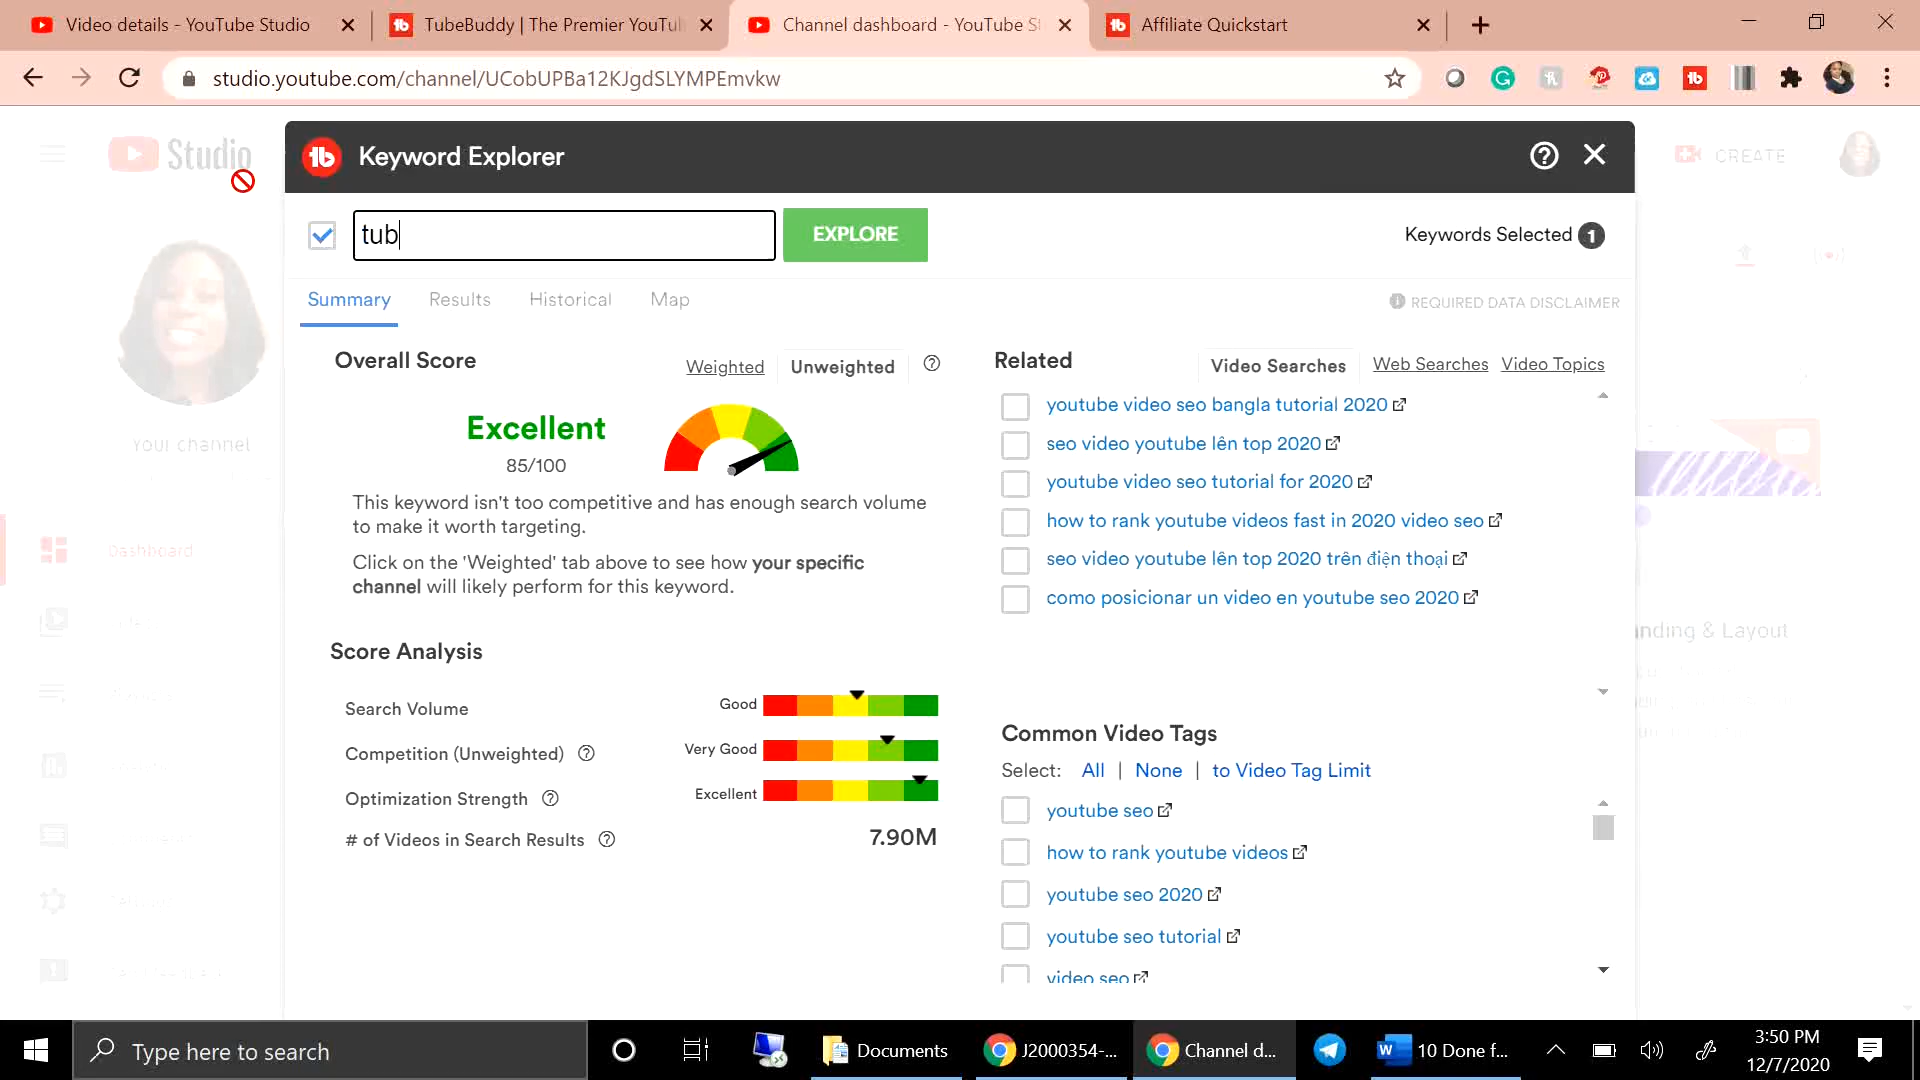 Video details - YouTube Studio
TubeBuddy | The Premier YouTu
Channel dashboard - YouTube S
Affiliate Quickstart
studio.youtube.com/channel/UCobUPBa12KJgdSLYMPEmvkw
Studio
Keyword Explorer
CREATE
tub
EXPLORE
Keywords Selected 1
Summary Results Historical Map
REQUIRED DATA DISCLAIMER
Overall Score
Weighted Unweighted
Excellent
85/100
This keyword isn't too competitive and has enough search volume
to make it worth targeting.
Click on the 'Weighted' tab above to see how your specific
channel will likely perform for this keyword.
Score Analysis
Search Volume Good
Competition (Unweighted) Very Good
Optimization Strength Excellent
# of Videos in Search Results 7.90M
Related
Video Searches Web Searches Video Topics
youtube video seo bangla tutorial 2020
seo video youtube lên top 2020
youtube video seo tutorial for 2020
how to rank youtube videos fast in 2020 video seo
seo video youtube lên top 2020 trên điện thoại
como posicionar un video en youtube seo 2020
Common Video Tags
Select: All | None | to Video Tag Limit
youtube seo
how to rank youtube videos
youtube seo 2020
youtube seo tutorial
video seo
Your channel
Dashboard
nding & Layout
Type here to search
Documents
J2000354-...
Channel d...
10 Done f...
3:50 PM
12/7/2020